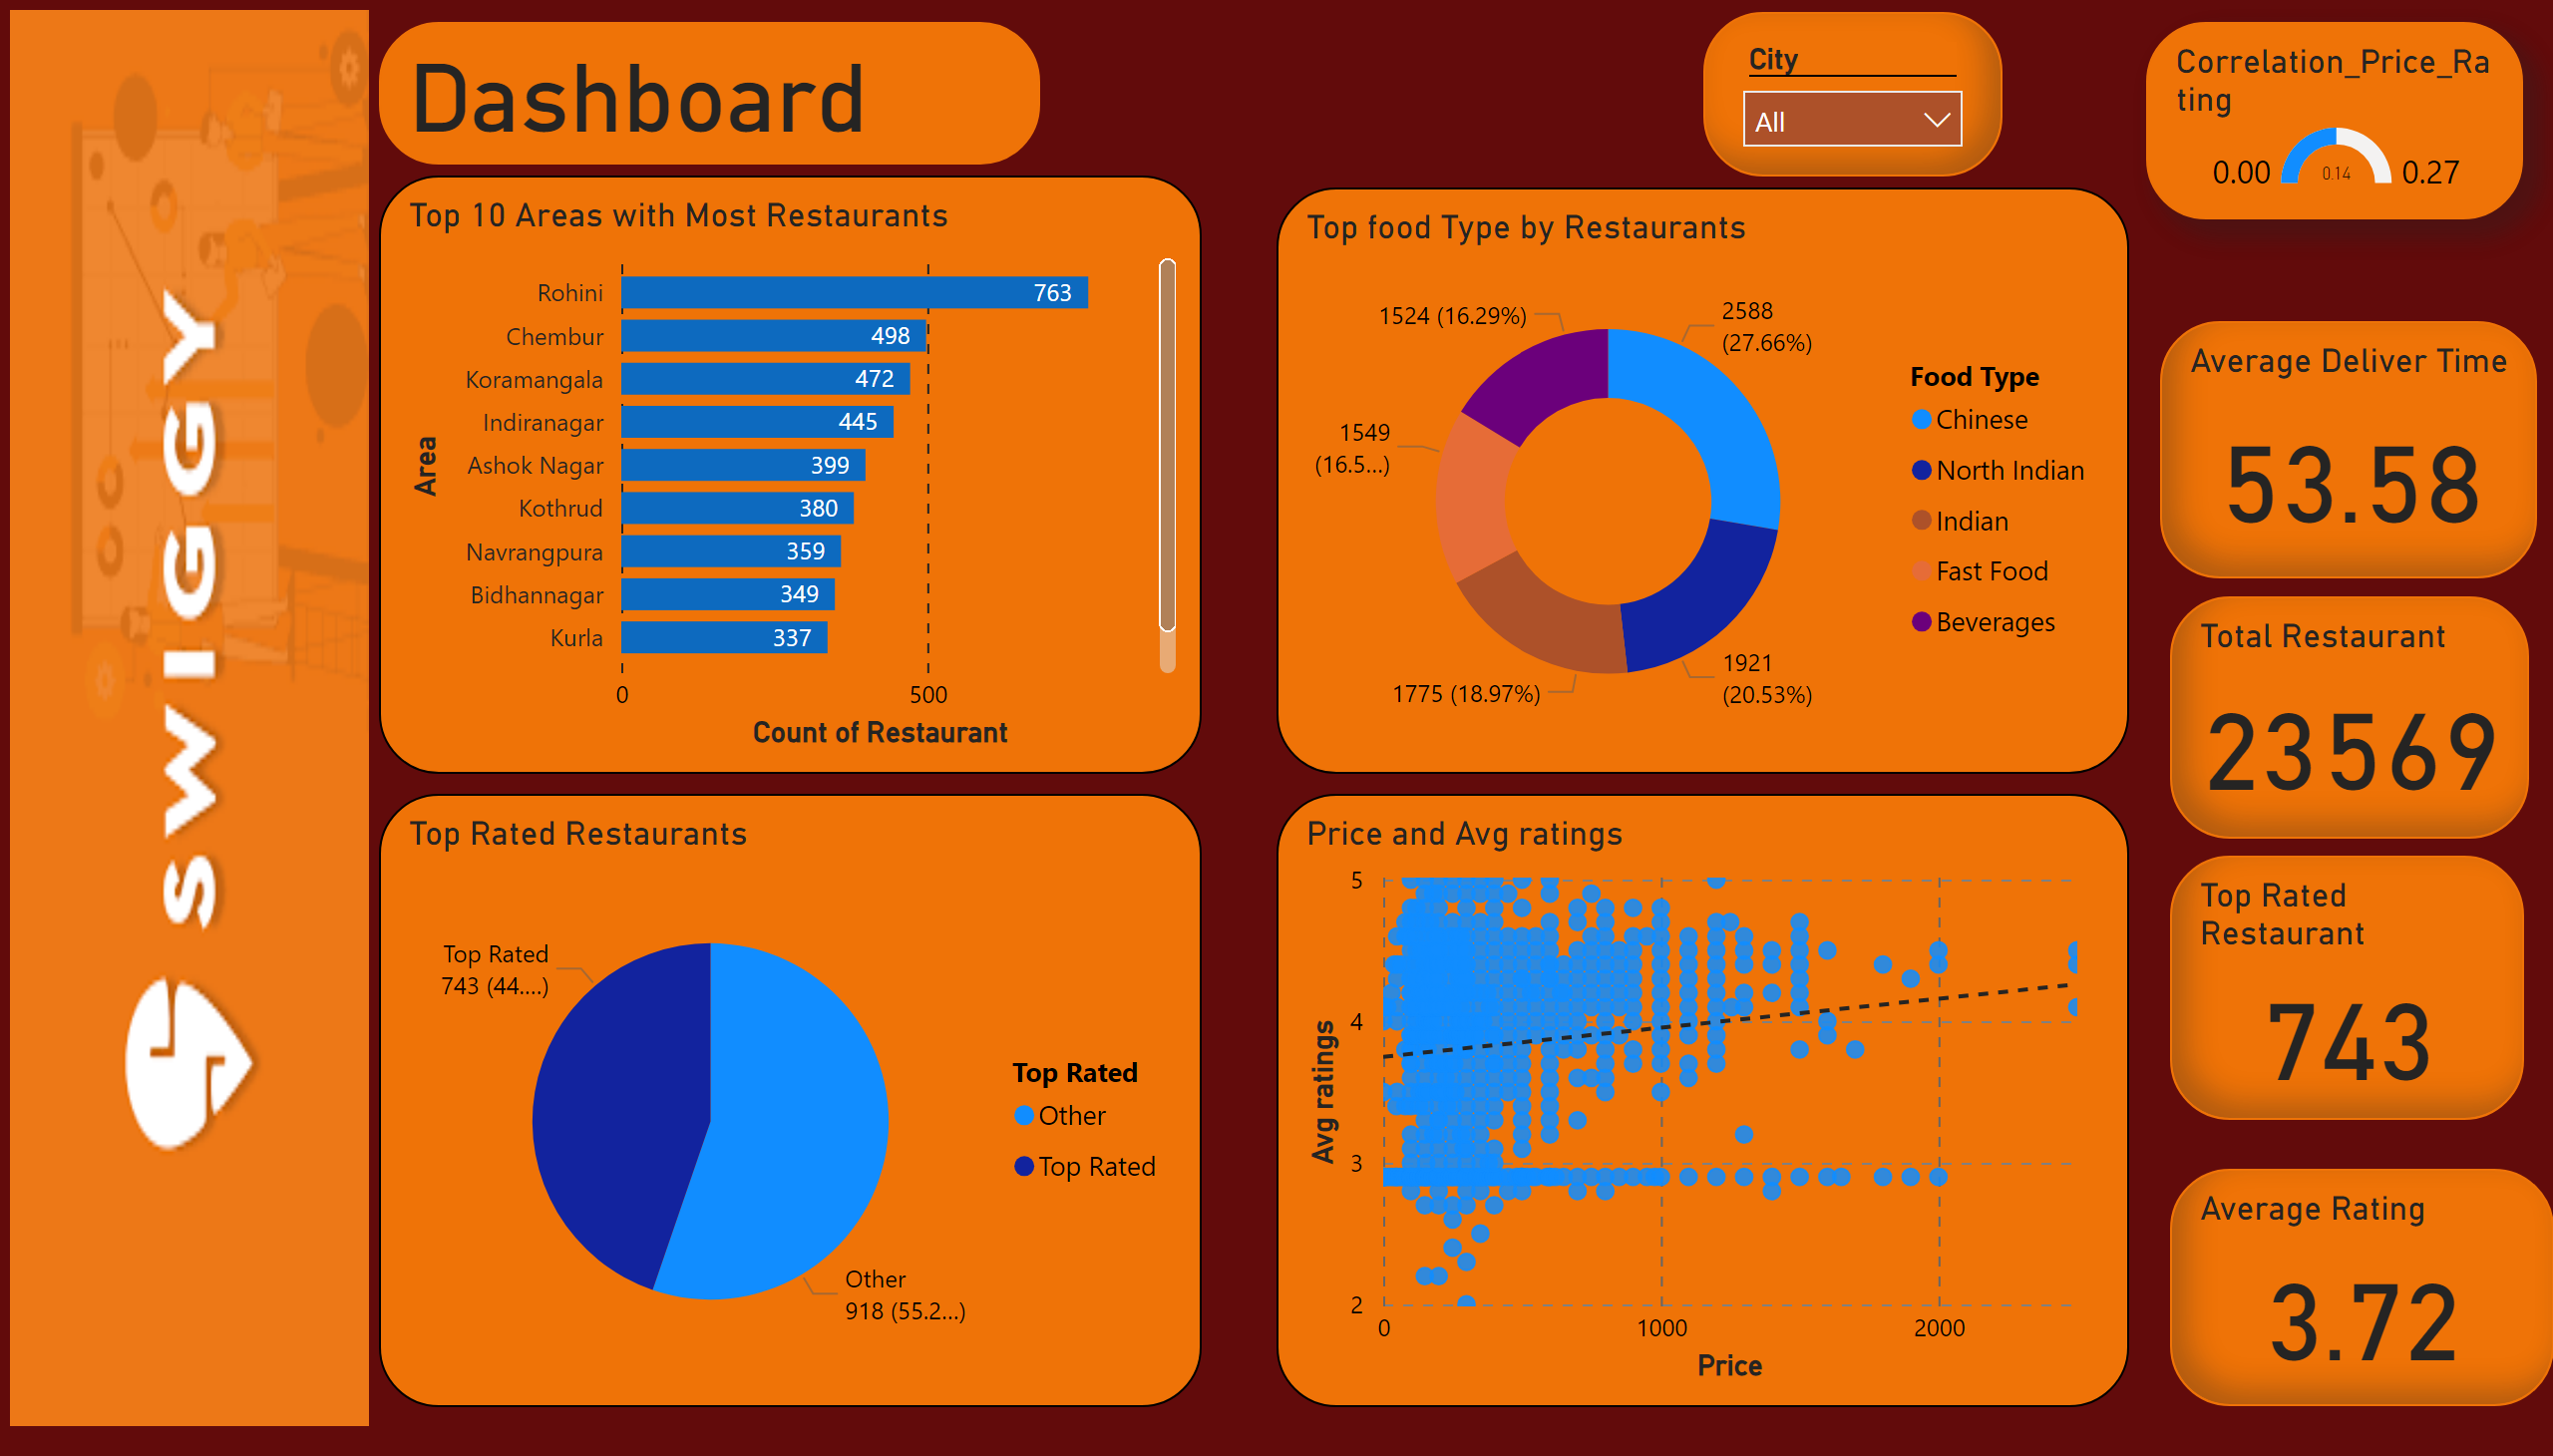 SWIGGY
Dashboard
City
All
Correlation_Price_Ra
ting
0.00
0.14
0.27
Top 10 Areas with Most Restaurants
Area
Rohini
763
Chembur
498
Koramangala
472
Indiranagar
445
Ashok Nagar
399
Kothrud
380
Navrangpura
359
Bidhannagar
349
Kurla
337
0
500
Count of Restaurant
Top food Type by Restaurants
1524 (16.29%)
2588
(27.66%)
1549
(16.5...)
1775 (18.97%)
1921
(20.53%)
Food Type
Chinese
North Indian
Indian
Fast Food
Beverages
Average Deliver Time
53.58
Total Restaurant
23569
Top Rated Restaurants
Top Rated
743 (44....)
Other
918 (55.2...)
Top Rated
Other
Top Rated
Price and Avg ratings
Avg ratings
5
4
3
2
0
1000
2000
Price
Top Rated
Restaurant
743
Average Rating
3.72